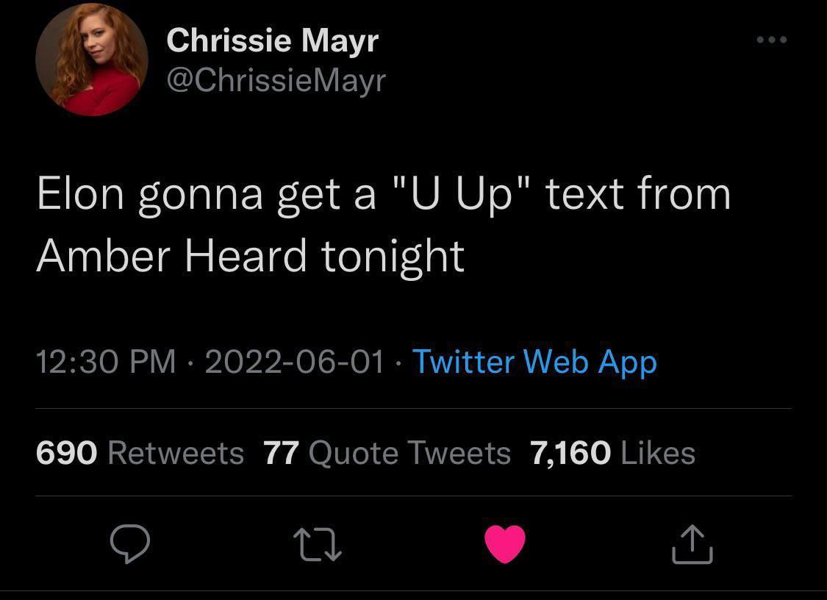 Chrissie Mayr
@ChrissieMayr
Elon gonna get a "U Up" text from
Amber Heard tonight
12:30 PM · 2022-06-01 · Twitter Web App
690 Retweets 77 Quote Tweets 7,160 Likes